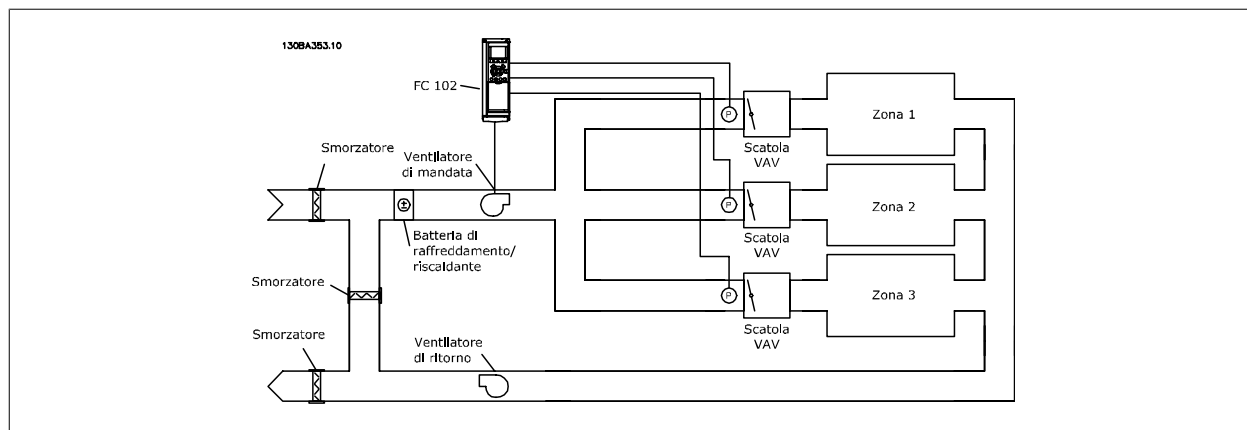 130BA353.10
FC 102
Smorzatore
Ventilatore
di mandata
P
Scatola
VAV
Zona 1
±
Batteria di
raffreddamento/
riscaldante
P
Scatola
VAV
Zona 2
Smorzatore
P
Scatola
VAV
Zona 3
Smorzatore
Ventilatore
di ritorno